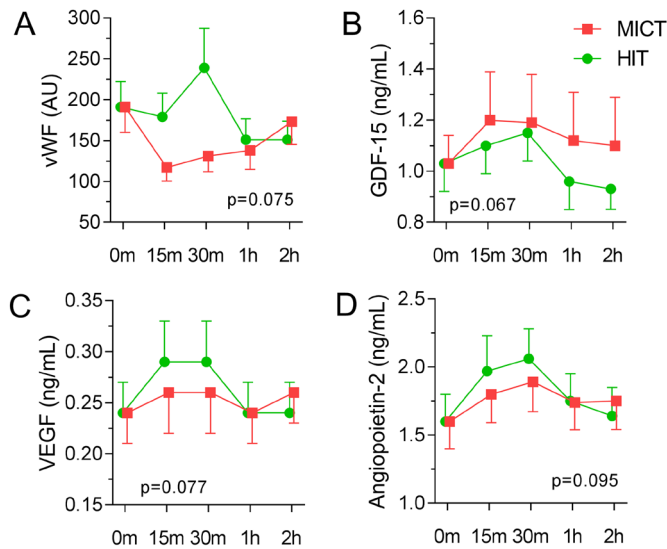 A
vWF (AU)
300
250
200
150
100
50
p=0.075
0m 15m 30m 1h 2h
B
MICT
HIT
GDF-15 (ng/mL)
1.6
1.4
1.2
1.0
0.8
p=0.067
0m 15m 30m 1h 2h
C
VEGF (ng/mL)
0.35
0.30
0.25
0.20
0.15
p=0.077
0m 15m 30m 1h 2h
D
Angiopoietin-2 (ng/mL)
2.5
2.0
1.5
1.0
p=0.095
0m 15m 30m 1h 2h